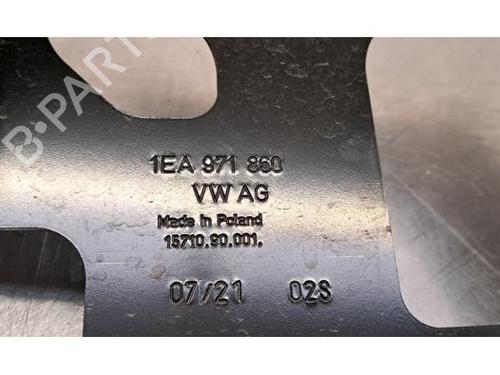 B-PARTS
1EA 971 860
VW AG
Made in Poland
15710.90.001.
07/21 02S